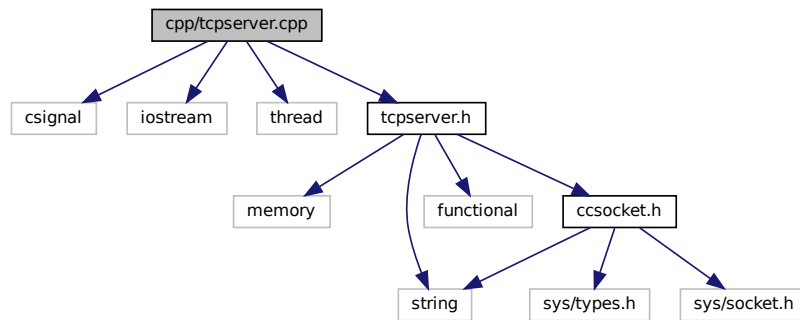 cpp/tcpserver.cpp
csignal
iostream
thread
tcpserver.h
memory
functional
ccsocket.h
string
sys/types.h
sys/socket.h